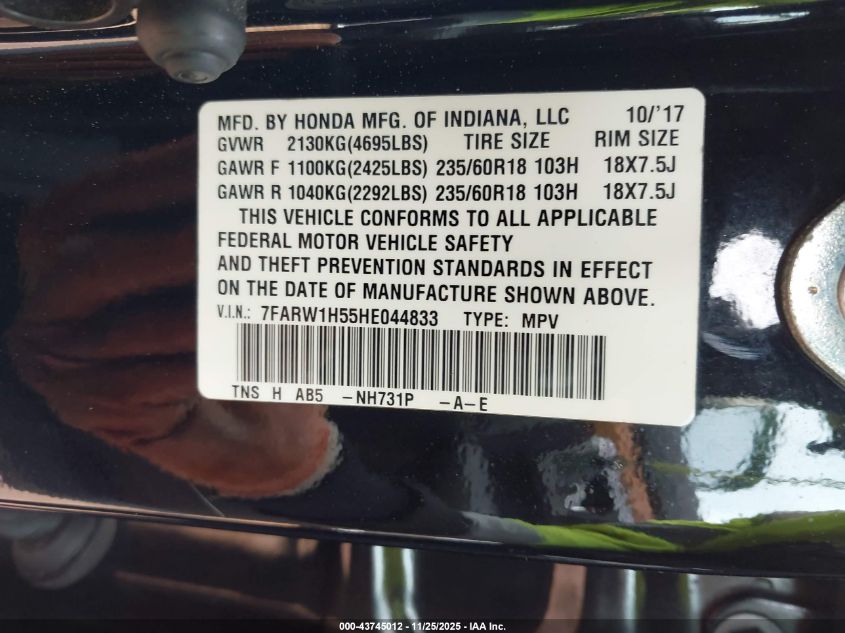 MFD. BY HONDA MFG. OF INDIANA, LLC 10/'17
GVWR 2130KG(4695LBS) TIRE SIZE RIM SIZE
GAWR F 1100KG(2425LBS) 235/60R18 103H 18X7.5J
GAWR R 1040KG(2292LBS) 235/60R18 103H 18X7.5J
THIS VEHICLE CONFORMS TO ALL APPLICABLE
FEDERAL MOTOR VEHICLE SAFETY
AND THEFT PREVENTION STANDARDS IN EFFECT
ON THE DATE OF MANUFACTURE SHOWN ABOVE.
V.I.N.: 7FARW1H55HE044833 TYPE: MPV
TNS H AB5 -NH731P -A-E
000-43745012 - 11/25/2025 - IAA Inc.